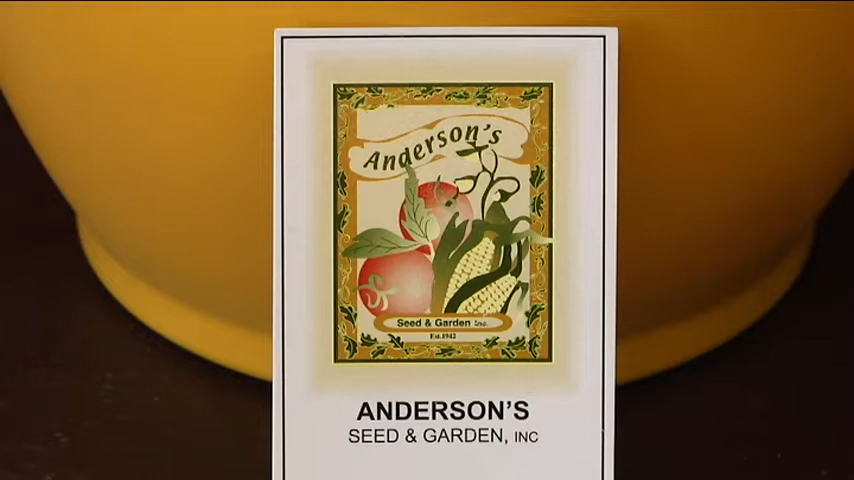 Anderson's
Seed & Garden Inc.
Est.1942
ANDERSON'S
SEED & GARDEN, INC